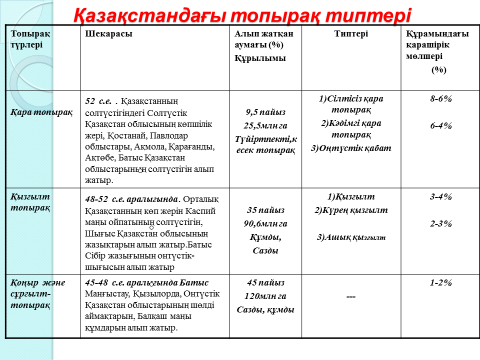 Қазақстандағы топырақ типтері
Топырақ түрлері
Шекарасы
Алып жатқан аумағы (%)
Құрылымы
Типтері
Құрамындағы қарашірік мөлшері
(%)
Қара топырақ
52 с.е. . Қазақстанның
солтүстігіндегі Солтүстік
Қазақстан облысының көпшілік
жері, Қостанай, Павлодар
облыстары, Ақмола, Қарағанды,
Ақтөбе, Батыс Қазақстан
облыстарының солтүстігін алып
жатыр.
9,5 пайыз
25,5млн га
Түйіртпекті,к
есек топырақ
1)Сілтісіз қара
топырақ
2)Кәдімгі қара
топырақ
3)Оңтүстік қабат
8-6%
6-4%
Қызғылт
топырақ
48-52 с.е. аралығында. Орталық
Қазақстанның көп жерін Каспий
маңы ойпатының солтүстігін,
Шығыс Қазақстан облысының
жазықтарын алып жатыр.Батыс
Сібір жазығының оңтүстік-
шығысын алып жатыр
35 пайыз
90,6млн га
Құмды,
Сазды
1)Қызғылт
2)Күрең қызғылт
3)Ашық қызғылт
3-4%
2-3%
Қоңыр және
сұрғылт-
топырақ
45-48 с.е. аралығында Батыс
Маңғыстау, Қызылорда, Оңтүстік
Қазақстан облыстарының шөлді
аймақтарын, Балқаш маңы
құмдарын алып жатыр.
45 пайыз
120млн га
Сазды, құмды
---
1-2%